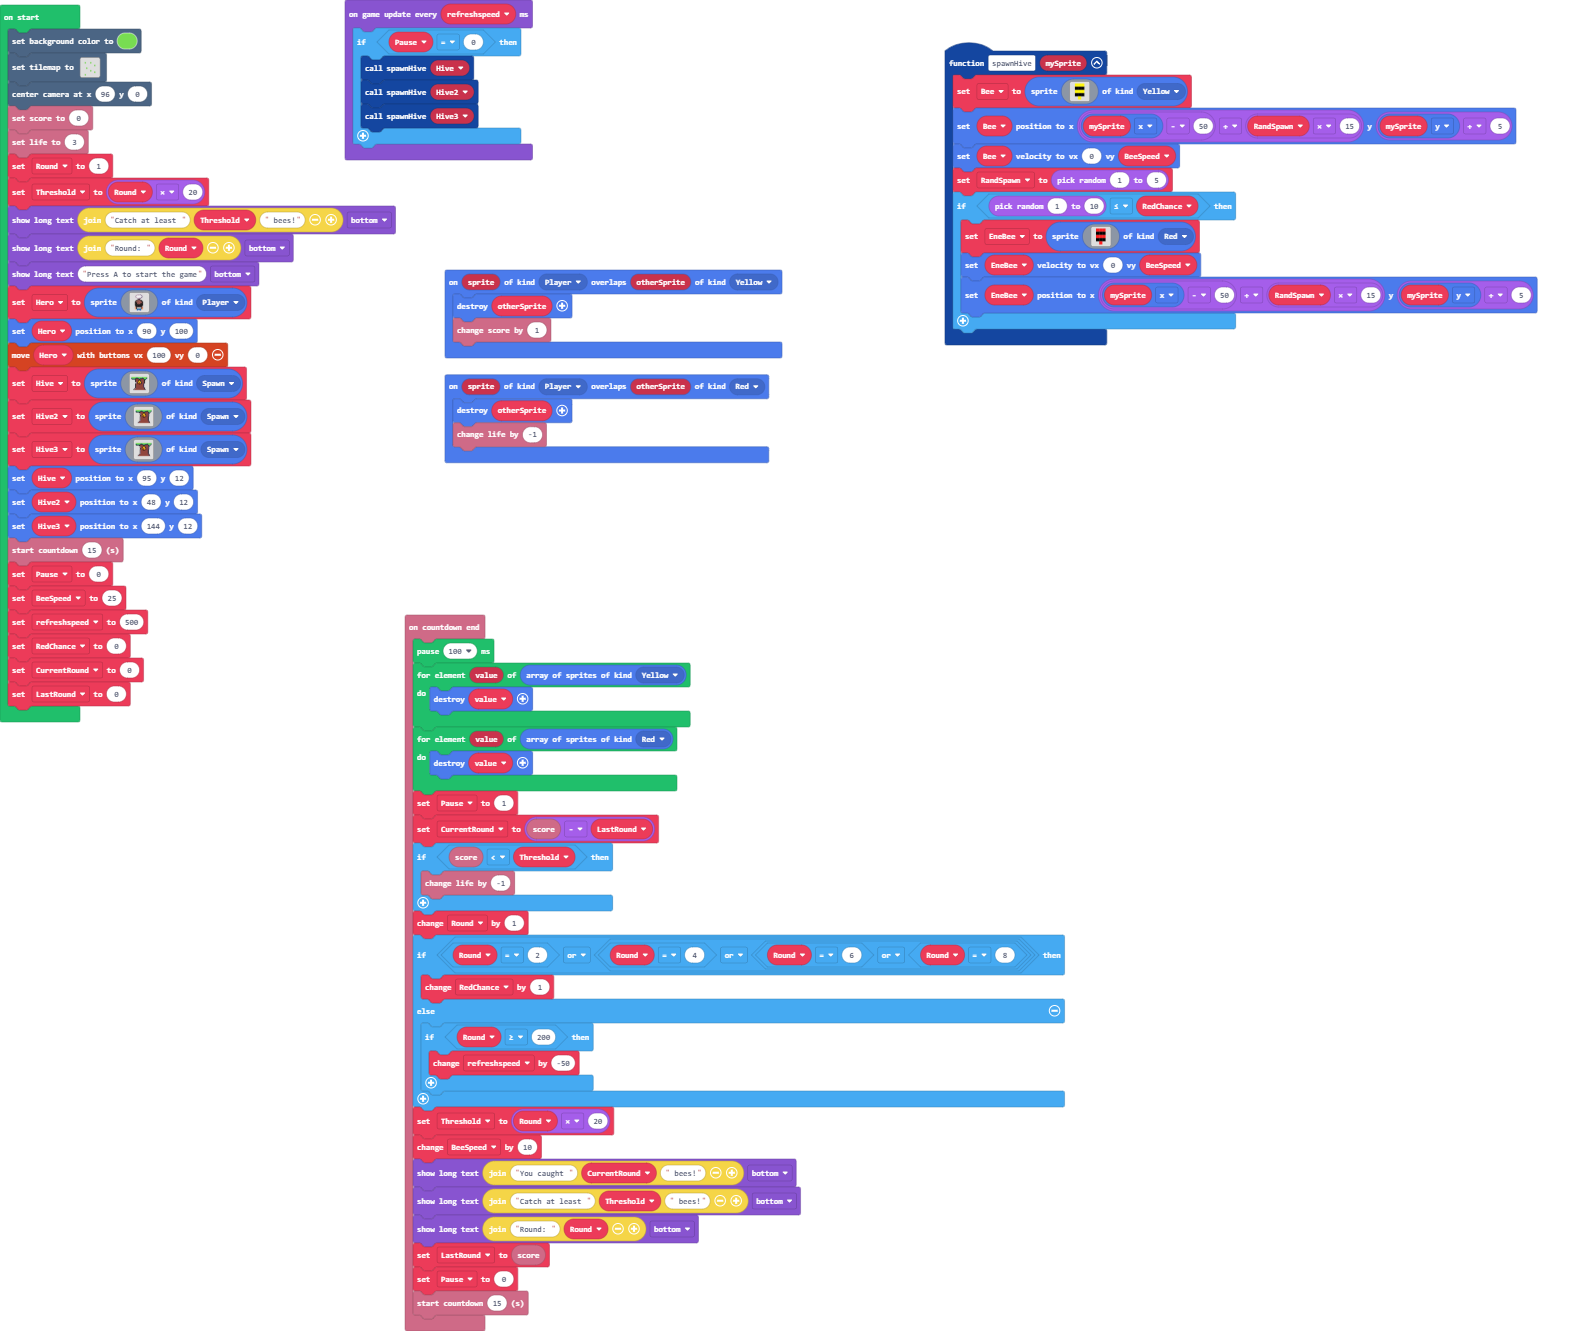 on start
set background color to
set tilemap to
center camera at x 96 y 0
set score to 0
set life to 3
set Round to 1
set Threshold to Round × 20
show long text join "Catch at least " Threshold " bees!" bottom
show long text join "Round: " Round bottom
show long text "Press A to start the game" bottom
set Hero to sprite of kind Player
set Hero position to x 90 y 100
move Hero with buttons vx 100 vy 0
set Hive to sprite of kind Spawn
set Hive2 to sprite of kind Spawn
set Hive3 to sprite of kind Spawn
set Hive position to x 95 y 12
set Hive2 position to x 48 y 12
set Hive3 position to x 144 y 12
start countdown 15 (s)
set Pause to 0
set BeeSpeed to 25
set refreshspeed to 500
set RedChance to 0
set CurrentRound to 0
set LastRound to 0
on game update every refreshspeed ms
if Pause = 0 then
call spawnHive Hive
call spawnHive Hive2
call spawnHive Hive3
function spawnHive mySprite
set Bee to sprite of kind Yellow
set Bee position to x mySprite x - 50 + RandSpawn × 15 y mySprite y + 5
set Bee velocity to vx 0 vy BeeSpeed
set RandSpawn to pick random 1 to 5
if pick random 1 to 10 ≤ RedChance then
set EneBee to sprite of kind Red
set EneBee velocity to vx 0 vy BeeSpeed
set EneBee position to x mySprite x - 50 + RandSpawn × 15 y mySprite y + 5
on sprite of kind Player overlaps otherSprite of kind Yellow
destroy otherSprite
change score by 1
on sprite of kind Player overlaps otherSprite of kind Red
destroy otherSprite
change life by -1
on countdown end
pause 100 ms
for element value of array of sprites of kind Yellow
do destroy value
for element value of array of sprites of kind Red
do destroy value
set Pause to 1
set CurrentRound to score - LastRound
if score < Threshold then
change life by -1
change Round by 1
if Round = 2 or Round = 4 or Round = 6 or Round = 8 then
change RedChance by 1
else
if Round ≥ 200 then
change refreshspeed by -50
set Threshold to Round × 20
change BeeSpeed by 10
show long text join "You caught " CurrentRound " bees!" bottom
show long text join "Catch at least " Threshold " bees!" bottom
show long text join "Round: " Round bottom
set LastRound to score
set Pause to 0
start countdown 15 (s)